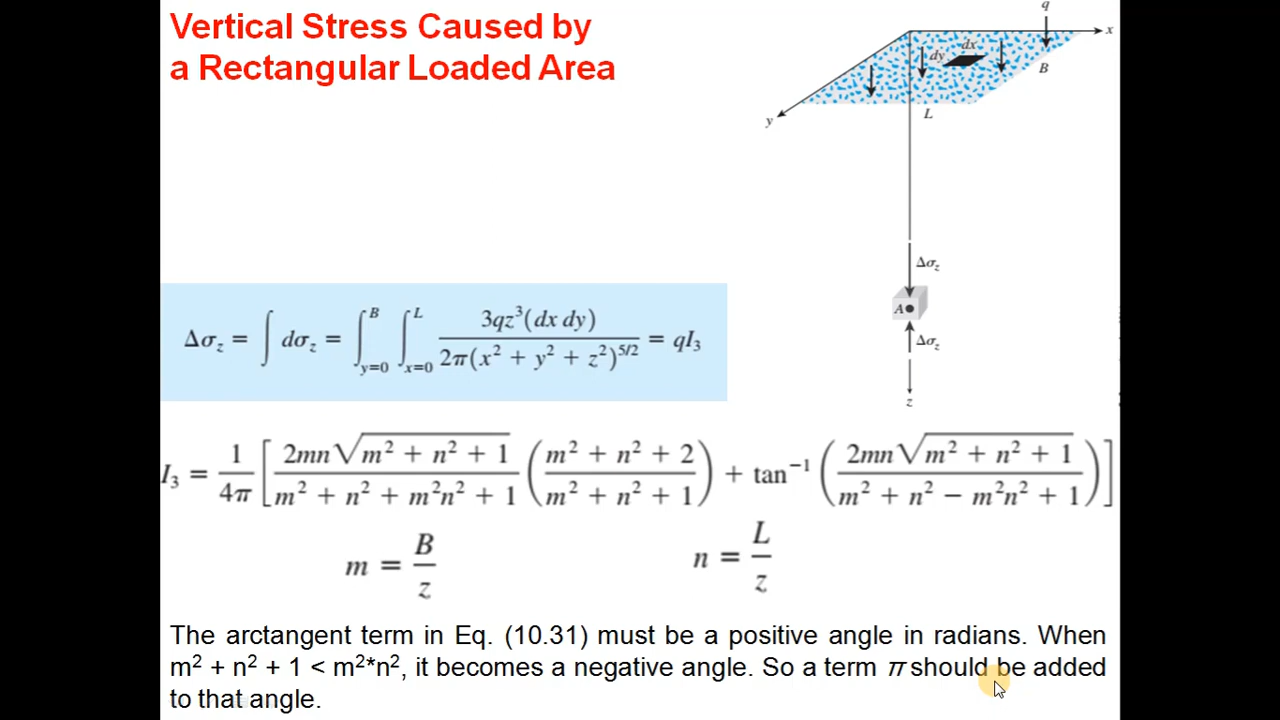 Vertical Stress Caused by
a Rectangular Loaded Area
q
x
dx
dy
B
y
L
Δσz
A
Δσz
z
Δσz = ∫ dσz = ∫_{y=0}^{B} ∫_{x=0}^{L} 3qz³(dx dy) / 2π(x² + y² + z²)^{5/2} = qI₃
I₃ = 1/4π [ 2mn√(m² + n² + 1) / (m² + n² + m²n² + 1) ( (m² + n² + 2) / (m² + n² + 1) ) + tan⁻¹ ( 2mn√(m² + n² + 1) / (m² + n² − m²n² + 1) ) ]
m = B/z
n = L/z
The arctangent term in Eq. (10.31) must be a positive angle in radians. When
m² + n² + 1 < m²*n², it becomes a negative angle. So a term π should be added
to that angle.